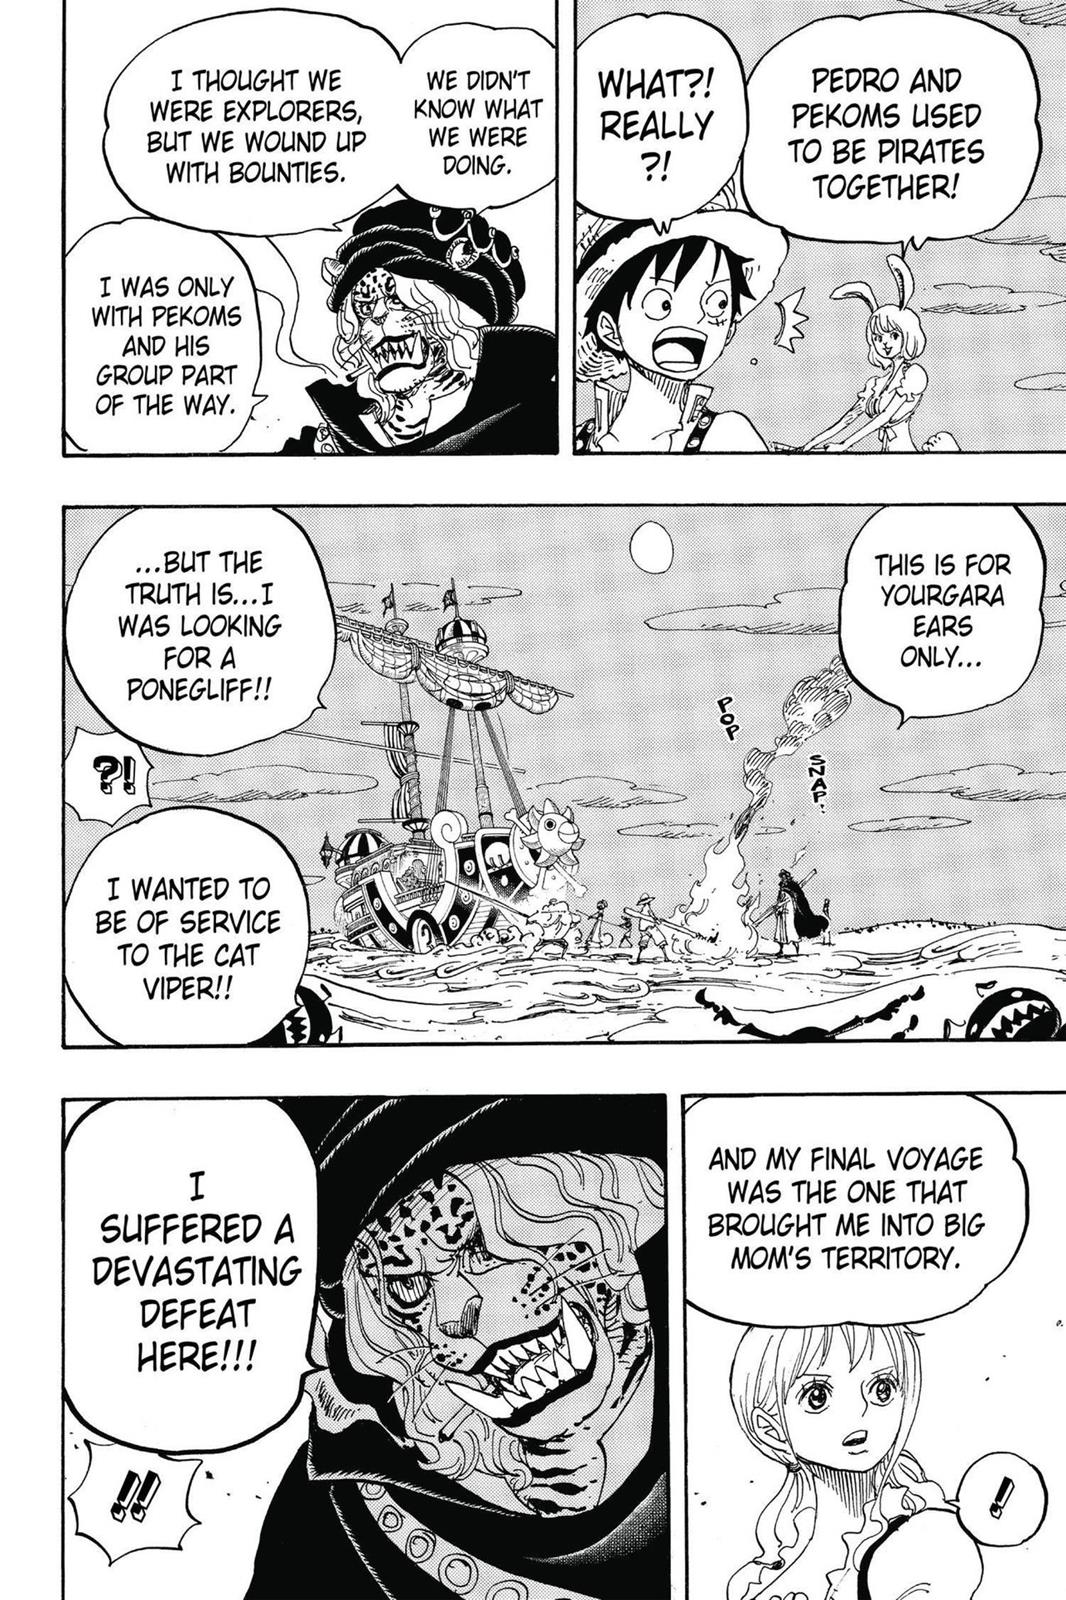 PEDRO AND
PEKOMS USED
TO BE PIRATES
TOGETHER!
WHAT?!
REALLY
?!
WE DIDN'T
KNOW WHAT
WE WERE
DOING.
I THOUGHT WE
WERE EXPLORERS,
BUT WE WOUND UP
WITH BOUNTIES.
I WAS ONLY
WITH PEKOMS
AND HIS
GROUP PART
OF THE WAY.
THIS IS FOR
YOURGARA
EARS
ONLY...
POP
SNAP
...BUT THE
TRUTH IS...I
WAS LOOKING
FOR A
PONEGLIFF!!
?!
I WANTED TO
BE OF SERVICE
TO THE CAT
VIPER!!
AND MY FINAL VOYAGE
WAS THE ONE THAT
BROUGHT ME INTO BIG
MOM'S TERRITORY.
!
I
SUFFERED A
DEVASTATING
DEFEAT
HERE!!!
!!